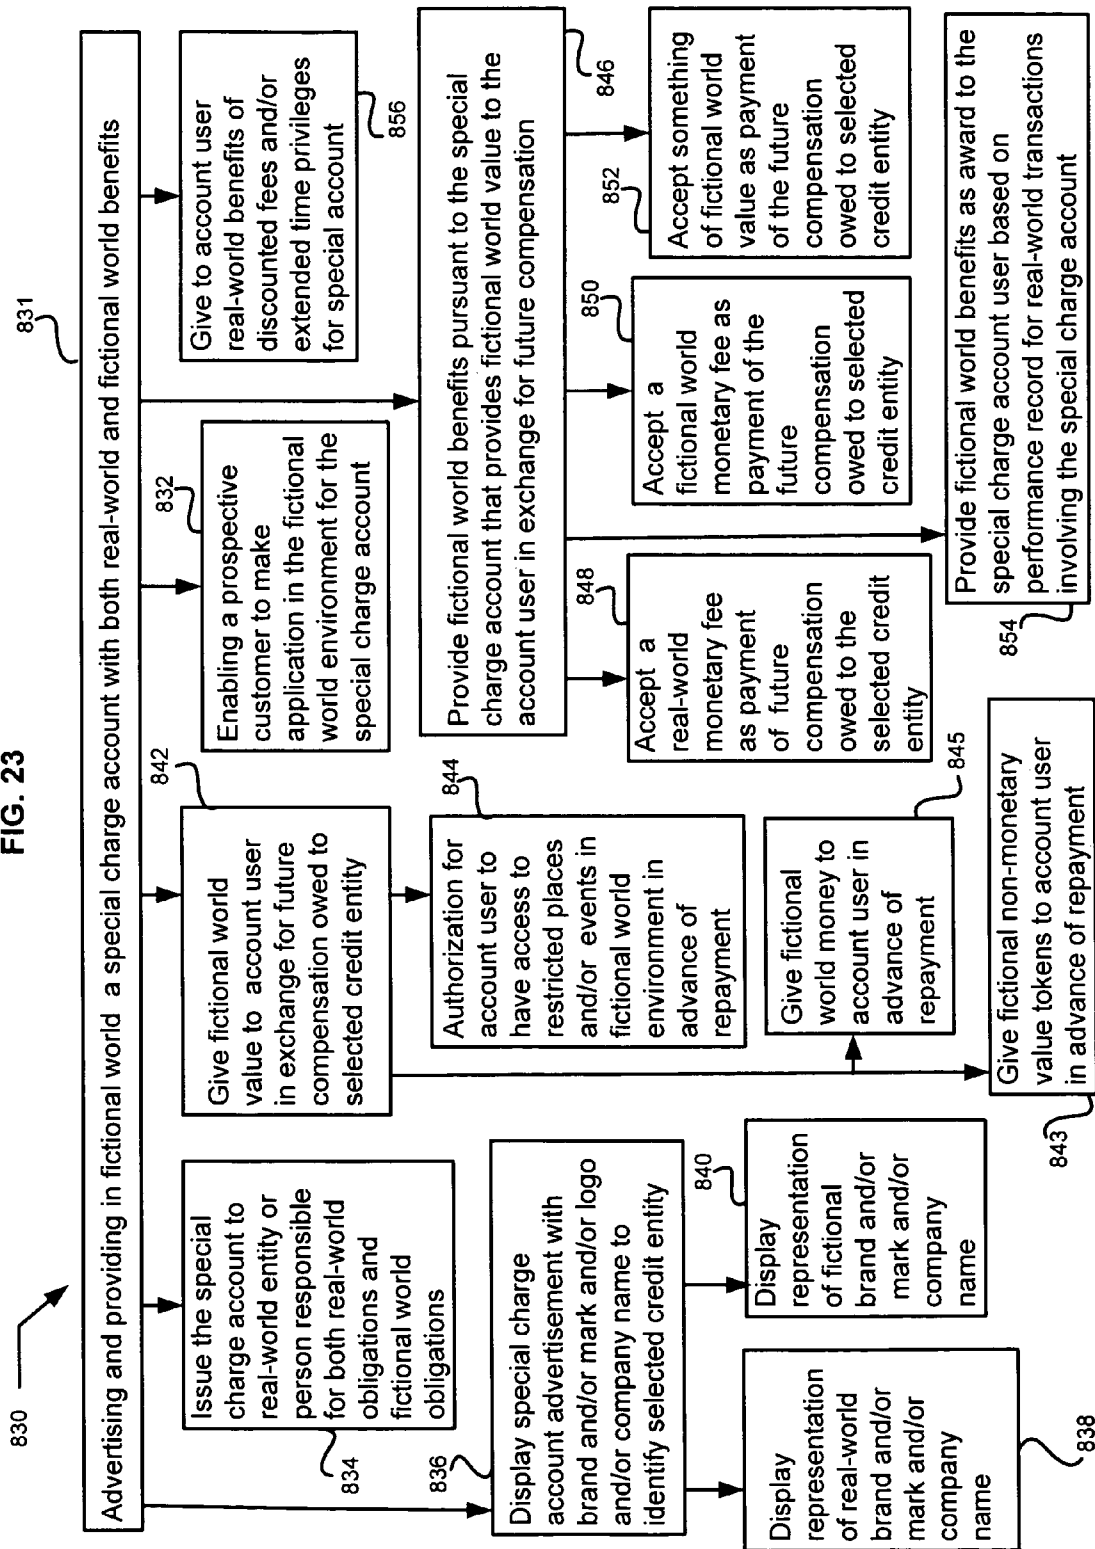 FIG. 23
830
831
Advertising and providing in fictional world a special charge account with both real-world and fictional world benefits
Issue the special
charge account to
real-world entity or
person responsible
for both real-world
obligations and
fictional world
obligations
834
842
Give fictional world
value to account user
in exchange for future
compensation owed to
selected credit entity
832
Enabling a prospective
customer to make
application in the fictional
world environment for the
special charge account
Give to account user
real-world benefits of
discounted fees and/or
extended time privileges
for special account
856
836
Display special charge
account advertisement with
brand and/or mark and/or logo
and/or company name to
identify selected credit entity
844
Authorization for
account user to
have access to
restricted places
and/or events in
fictional world
environment in
advance of
repayment
Provide fictional world benefits pursuant to the special
charge account that provides fictional world value to the
account user in exchange for future compensation
846
838
Display
representation
of real-world
brand and/or
mark and/or
company
name
840
Display
representation
of fictional
brand and/or
mark and/or
company
name
Give fictional
world money to
account user in
advance of
repayment
845
848
Accept a
real-world
monetary fee
as payment
of future
compensation
owed to the
selected credit
entity
850
Accept a
fictional world
monetary fee as
payment of the
future
compensation
owed to selected
credit entity
852
Accept something
of fictional world
value as payment
of the future
compensation
owed to selected
credit entity
843
Give fictional non-monetary
value tokens to account user
in advance of repayment
854
Provide fictional world benefits as award to the
special charge account user based on
performance record for real-world transactions
involving the special charge account